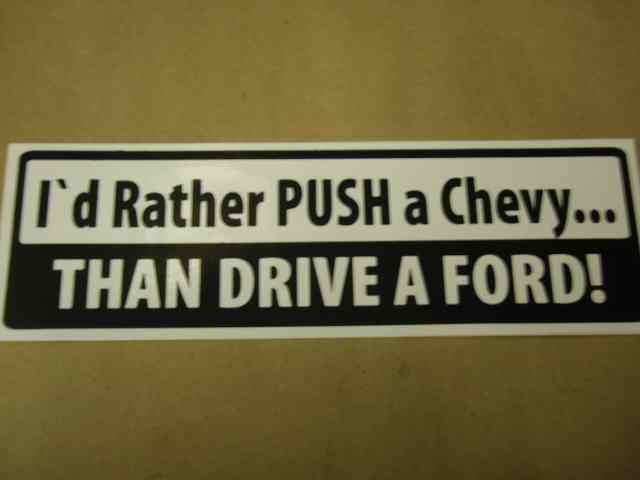 I`d Rather PUSH a Chevy...
THAN DRIVE A FORD!